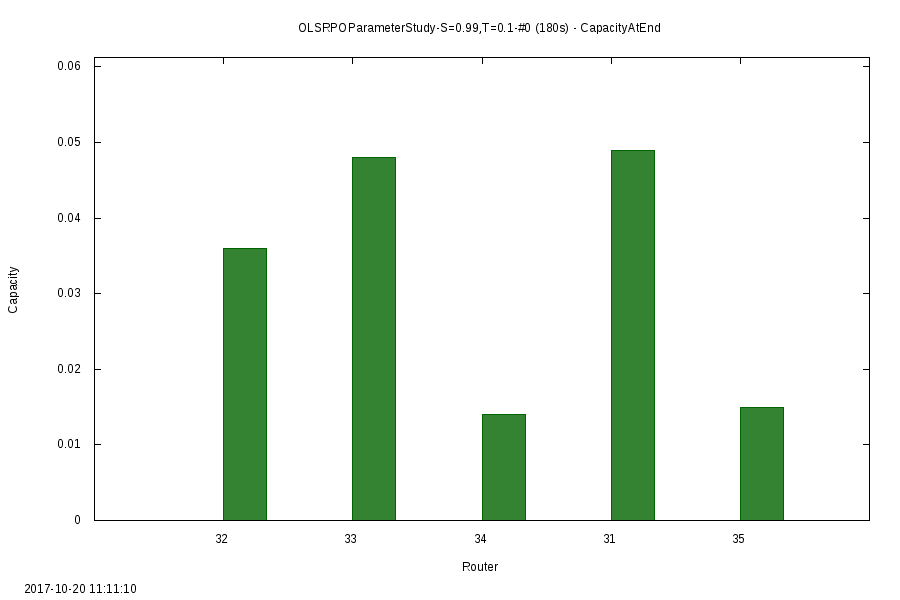 OLSRPOParameterStudy-S=0.99,T=0.1-#0 (180s) - CapacityAtEnd
0.06
0.05
0.04
0.03
0.02
0.01
0
Capacity
32 33 34 31 35
Router
2017-10-20 11:11:10